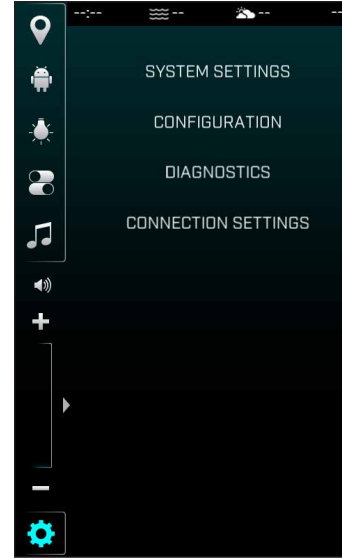 --:-- -- -- --
SYSTEM SETTINGS
CONFIGURATION
DIAGNOSTICS
CONNECTION SETTINGS